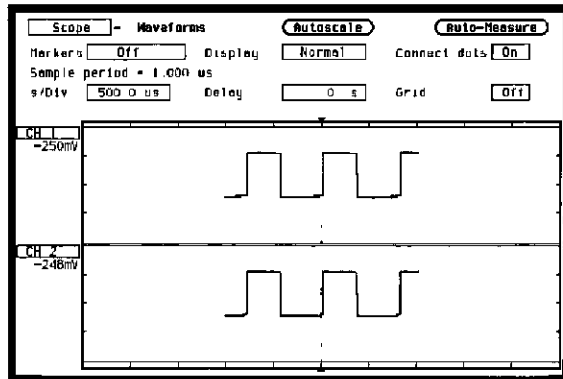 Scope - Waveforms Autoscale Auto-Measure
Markers Off Display Normal Connect dots On
Sample period = 1.000 us
s/Div 500.0 us Delay 0 s Grid Off
CH 1
-250mV
CH 2
-248mV